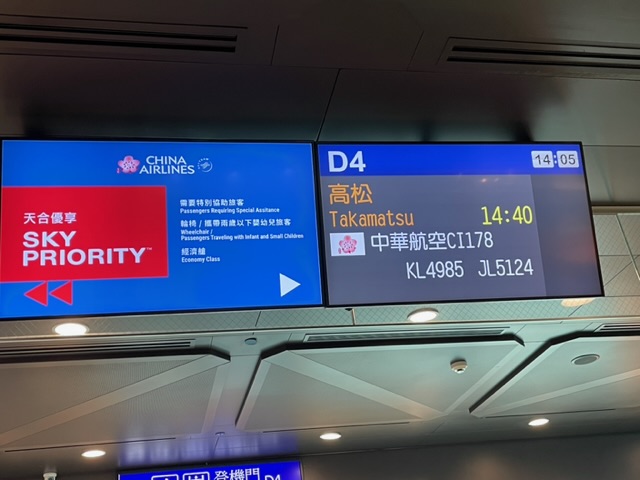 CHINA AIRLINES
天合優享
SKY PRIORITY™
需要特別協助旅客
Passengers Requiring Special Assitance
輪椅 / 攜帶兩歲以下嬰幼兒旅客
Wheelchair /
Passengers Traveling with Infant and Small Children
經濟艙
Economy Class
D4
14:05
高松
Takamatsu 14:40
中華航空CI178
KL4985 JL5124
登機門 D4